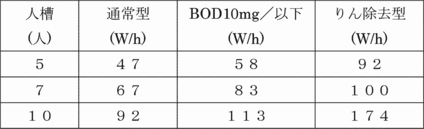 人槽 通常型 BOD10mg／以下 りん除去型
(人) (W/h) (W/h) (W/h)
５ ４７ ５８ ９２
７ ６７ ８３ １００
１０ ９２ １１３ １７４